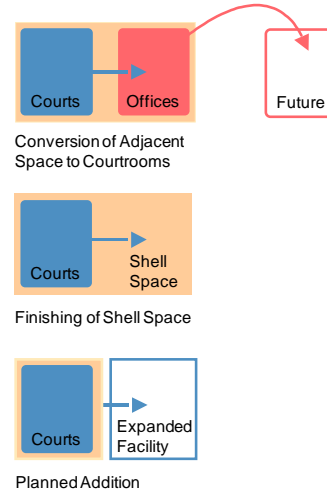 Courts
Offices
Future
Conversion of Adjacent
Space to Courtrooms
Courts
Shell
Space
Finishing of Shell Space
Courts
Expanded
Facility
Planned Addition